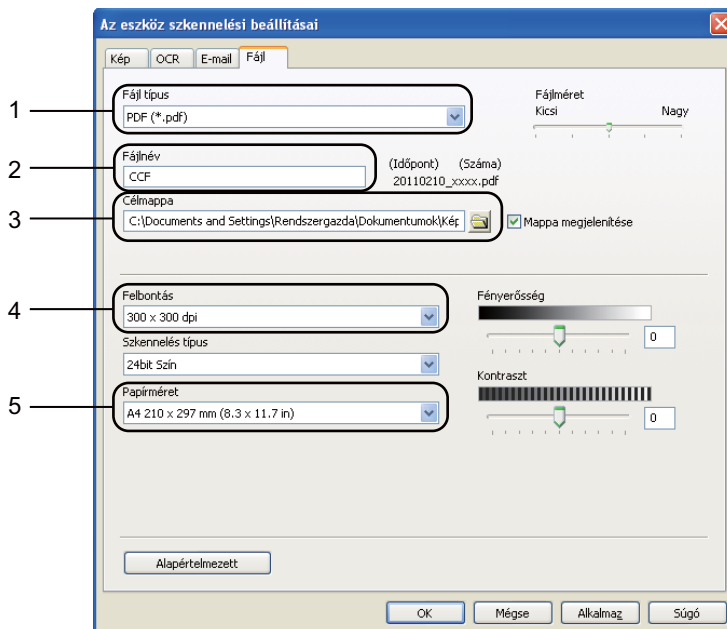 Az eszköz szkennelési beállításai
Kép OCR E-mail Fájl
1
Fájl típus
PDF (*.pdf)
Fájlméret
Kicsi Nagy
2
Fájlnév
CCF
(Időpont) (Száma)
20110210_xxxx.pdf
3
Célmappa
C:\Documents and Settings\Rendszergazda\Dokumentumok\Kép
Mappa megjelenítése
4
Felbontás
300 x 300 dpi
Szkennelés típus
24bit Szín
5
Papírméret
A4 210 x 297 mm (8.3 x 11.7 in)
Fényerősség
0
Kontraszt
0
Alapértelmezett
OK Mégse Alkalmaz Súgó